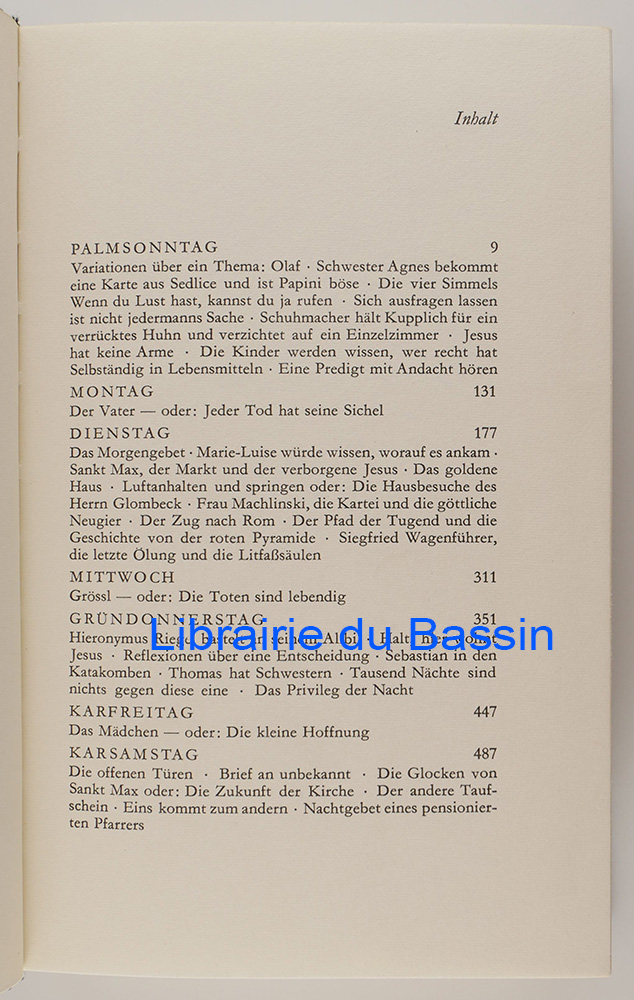 Inhalt
PALMSONNTAG 9
Variationen über ein Thema: Olaf · Schwester Agnes bekommt
eine Karte aus Sedlice und ist Papini böse · Die vier Simmels
Wenn du Lust hast, kannst du ja rufen · Sich ausfragen lassen
ist nicht jedermanns Sache · Schuhmacher hält Kupplich für ein
verrücktes Huhn und verzichtet auf ein Einzelzimmer · Jesus
hat keine Arme · Die Kinder werden wissen, wer recht hat
Selbständig in Lebensmitteln · Eine Predigt mit Andacht hören
MONTAG 131
Der Vater — oder: Jeder Tod hat seine Sichel
DIENSTAG 177
Das Morgengebet · Marie-Luise würde wissen, worauf es ankam ·
Sankt Max, der Markt und der verborgene Jesus · Das goldene
Haus · Luftanhalten und springen oder: Die Hausbesuche des
Herrn Glombeck · Frau Machlinski, die Kartei und die göttliche
Neugier · Der Zug nach Rom · Der Pfad der Tugend und die
Geschichte von der roten Pyramide · Siegfried Wagenführer,
die letzte Ölung und die Litfaßsäulen
MITTWOCH 311
Grössl — oder: Die Toten sind lebendig
GRÜNDONNERSTAG 351
Hieronymus bastelt an seinem Alibi · Halt, hier wohnt
Librairie du Bassin
Jesus · Reflexionen über eine Entscheidung · Sebastian in den
Katakomben · Thomas hat Schwestern · Tausend Nächte sind
nichts gegen diese eine · Das Privileg der Nacht
KARFREITAG 447
Das Mädchen — oder: Die kleine Hoffnung
KARSAMSTAG 487
Die offenen Türen · Brief an unbekannt · Die Glocken von
Sankt Max oder: Die Zukunft der Kirche · Der andere Tauf-
schein · Eins kommt zum andern · Nachtgebet eines pensionier-
ten Pfarrers